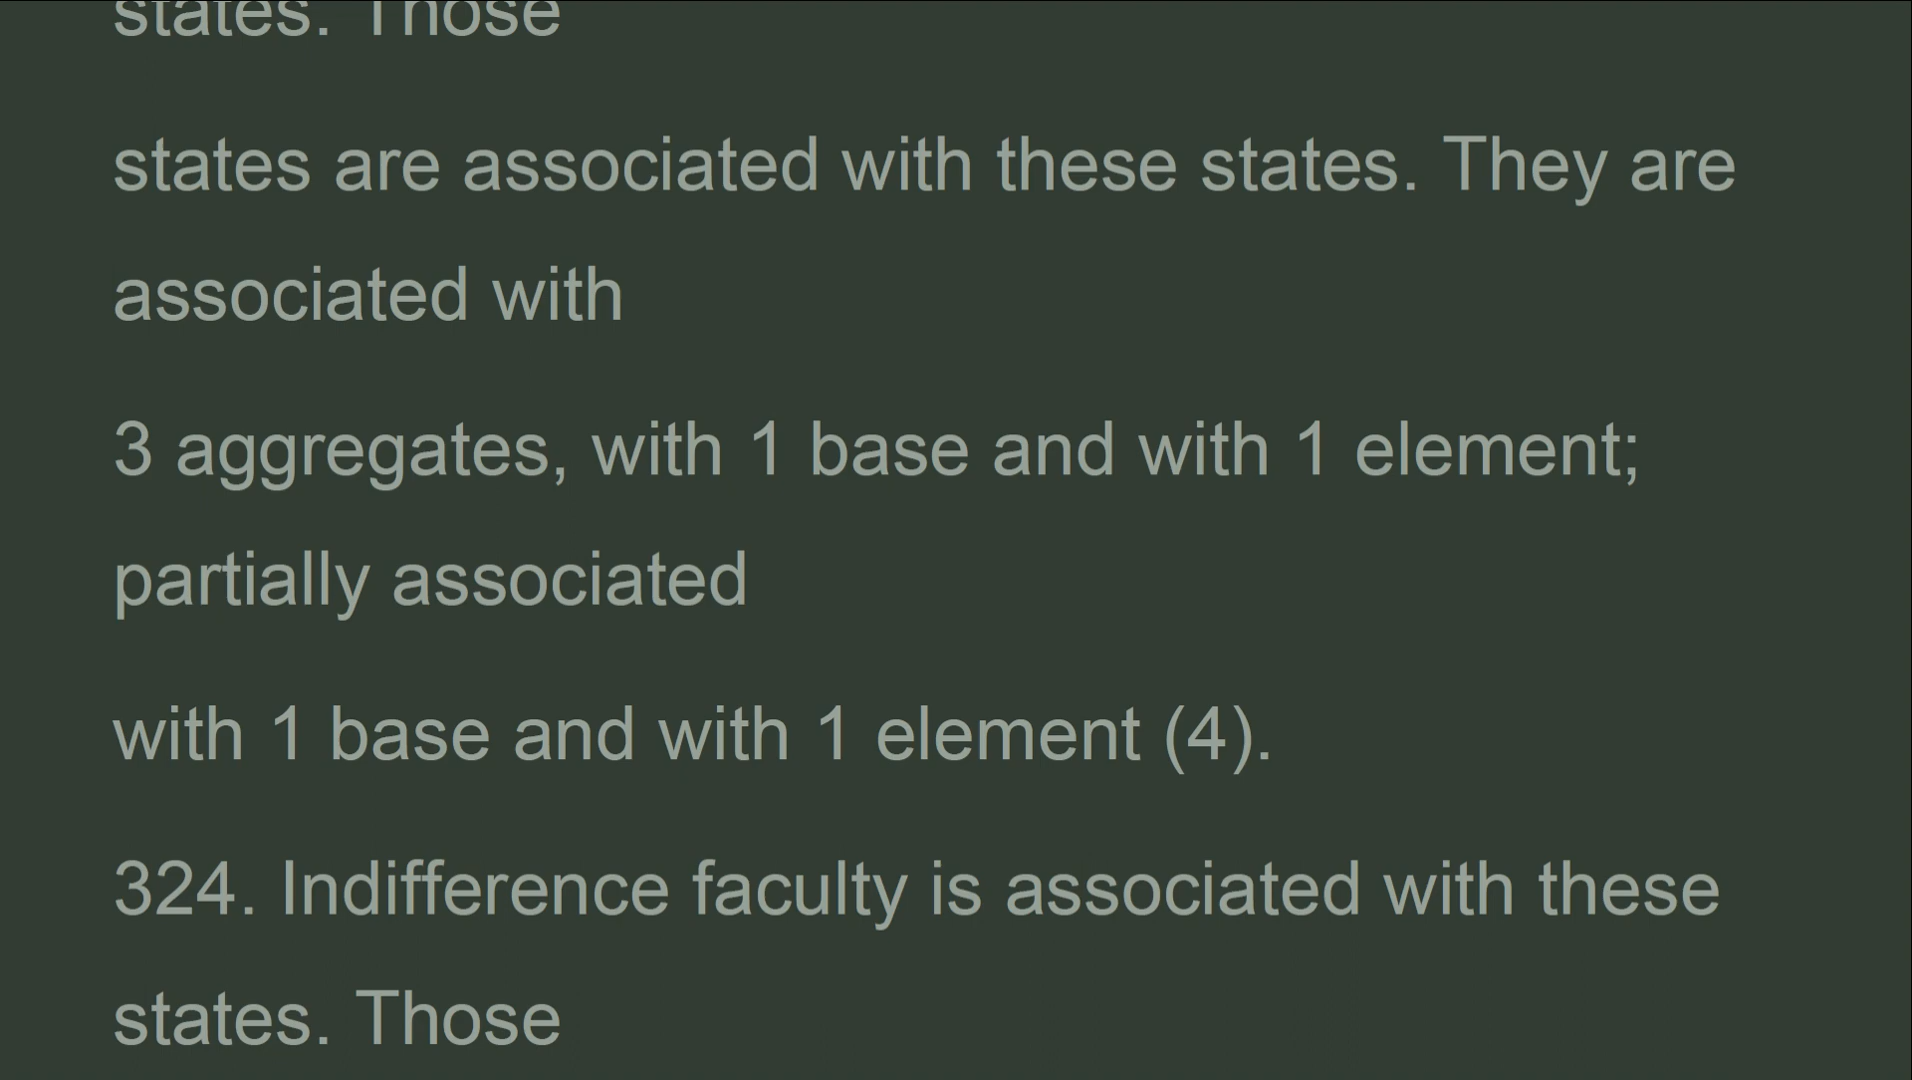 states. Those
states are associated with these states. They are
associated with
3 aggregates, with 1 base and with 1 element;
partially associated
with 1 base and with 1 element (4).
324. Indifference faculty is associated with these
states. Those